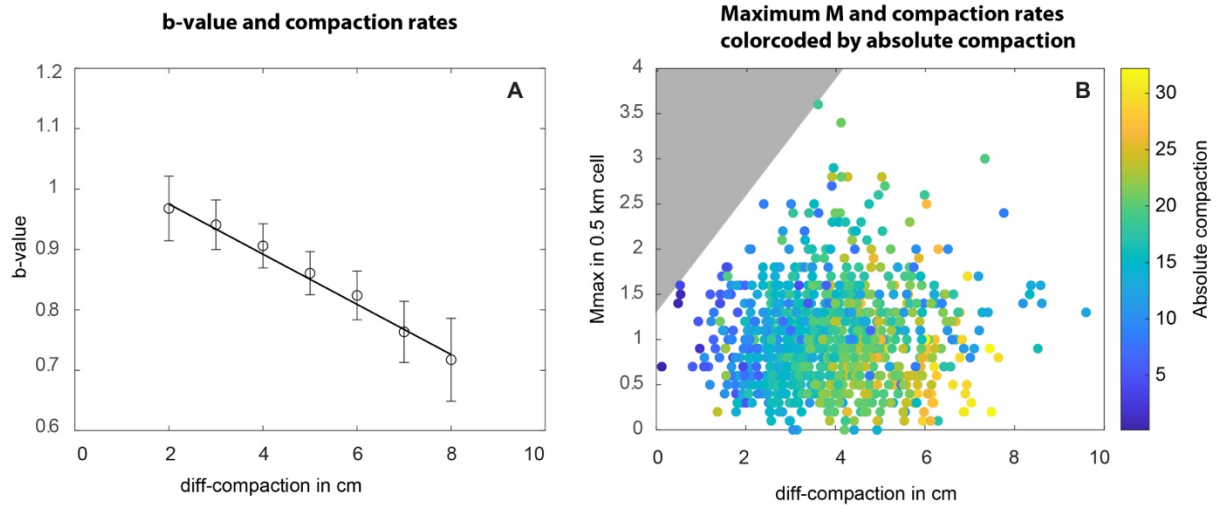 b-value and compaction rates
1.2
1.1
1
0.9
0.8
0.7
0.6
b-value
A
0 2 4 6 8 10
diff-compaction in cm
Maximum M and compaction rates
colorcoded by absolute compaction
4
3.5
3
2.5
2
1.5
1
0.5
0
Mmax in 0.5 km cell
B
0 2 4 6 8 10
diff-compaction in cm
30
25
20
15
10
5
Absolute compaction